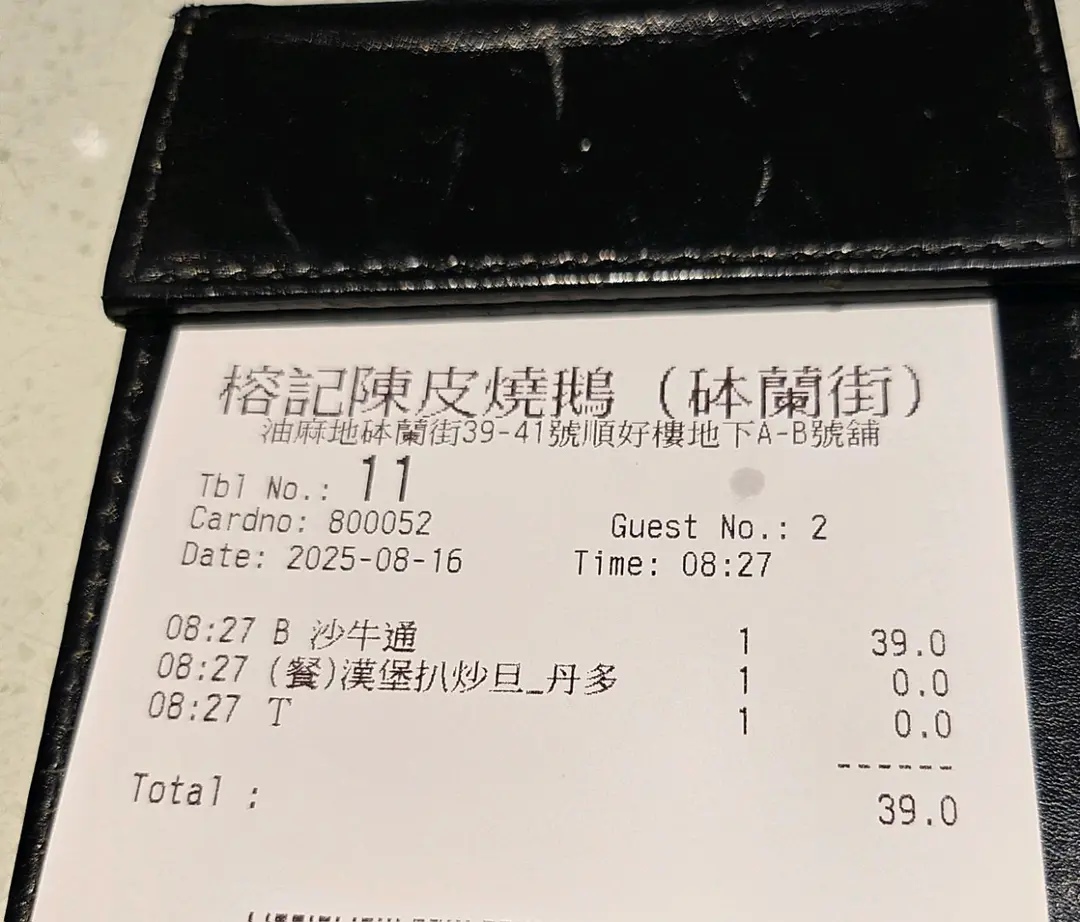 榕記陳皮燒鵝(砵蘭街)
油麻地砵蘭街39-41號順好樓地下A-B號舖
Tbl No.: 11
Cardno: 800052 Guest No.: 2
Date: 2025-08-16 Time: 08:27
08:27 B 沙牛通 1 39.0
08:27 (餐)漢堡扒炒旦_丹多 1 0.0
08:27 T 1 0.0
------
Total : 39.0